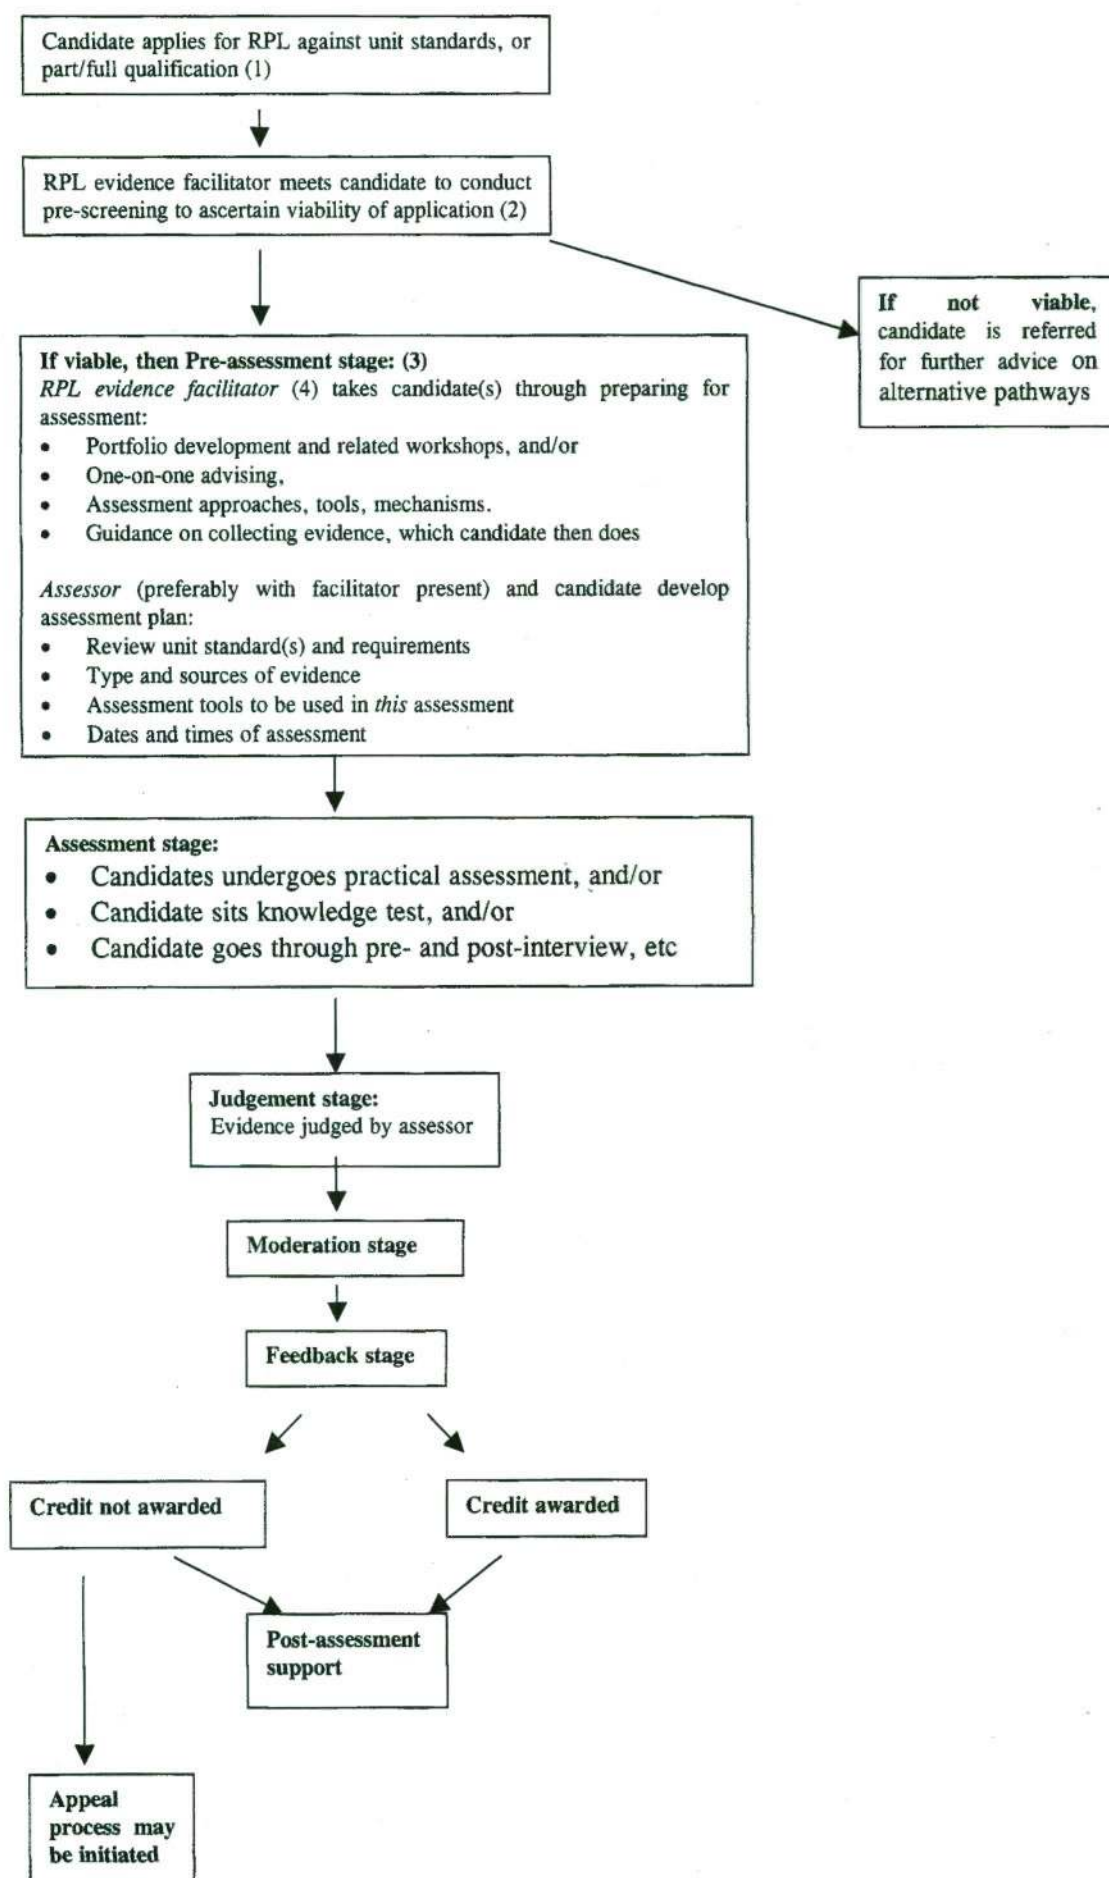 Candidate applies for RPL against unit standards, or
part/full qualification (1)
RPL evidence facilitator meets candidate to conduct
pre-screening to ascertain viability of application (2)
If not viable,
candidate is referred
for further advice on
alternative pathways
If viable, then Pre-assessment stage: (3)
RPL evidence facilitator (4) takes candidate(s) through preparing for
assessment:
• Portfolio development and related workshops, and/or
• One-on-one advising,
• Assessment approaches, tools, mechanisms.
• Guidance on collecting evidence, which candidate then does
Assessor (preferably with facilitator present) and candidate develop
assessment plan:
• Review unit standard(s) and requirements
• Type and sources of evidence
• Assessment tools to be used in this assessment
• Dates and times of assessment
Assessment stage:
• Candidates undergoes practical assessment, and/or
• Candidate sits knowledge test, and/or
• Candidate goes through pre- and post-interview, etc
Judgement stage:
Evidence judged by assessor
Moderation stage
Feedback stage
Credit not awarded
Credit awarded
Post-assessment
support
Appeal
process may
be initiated